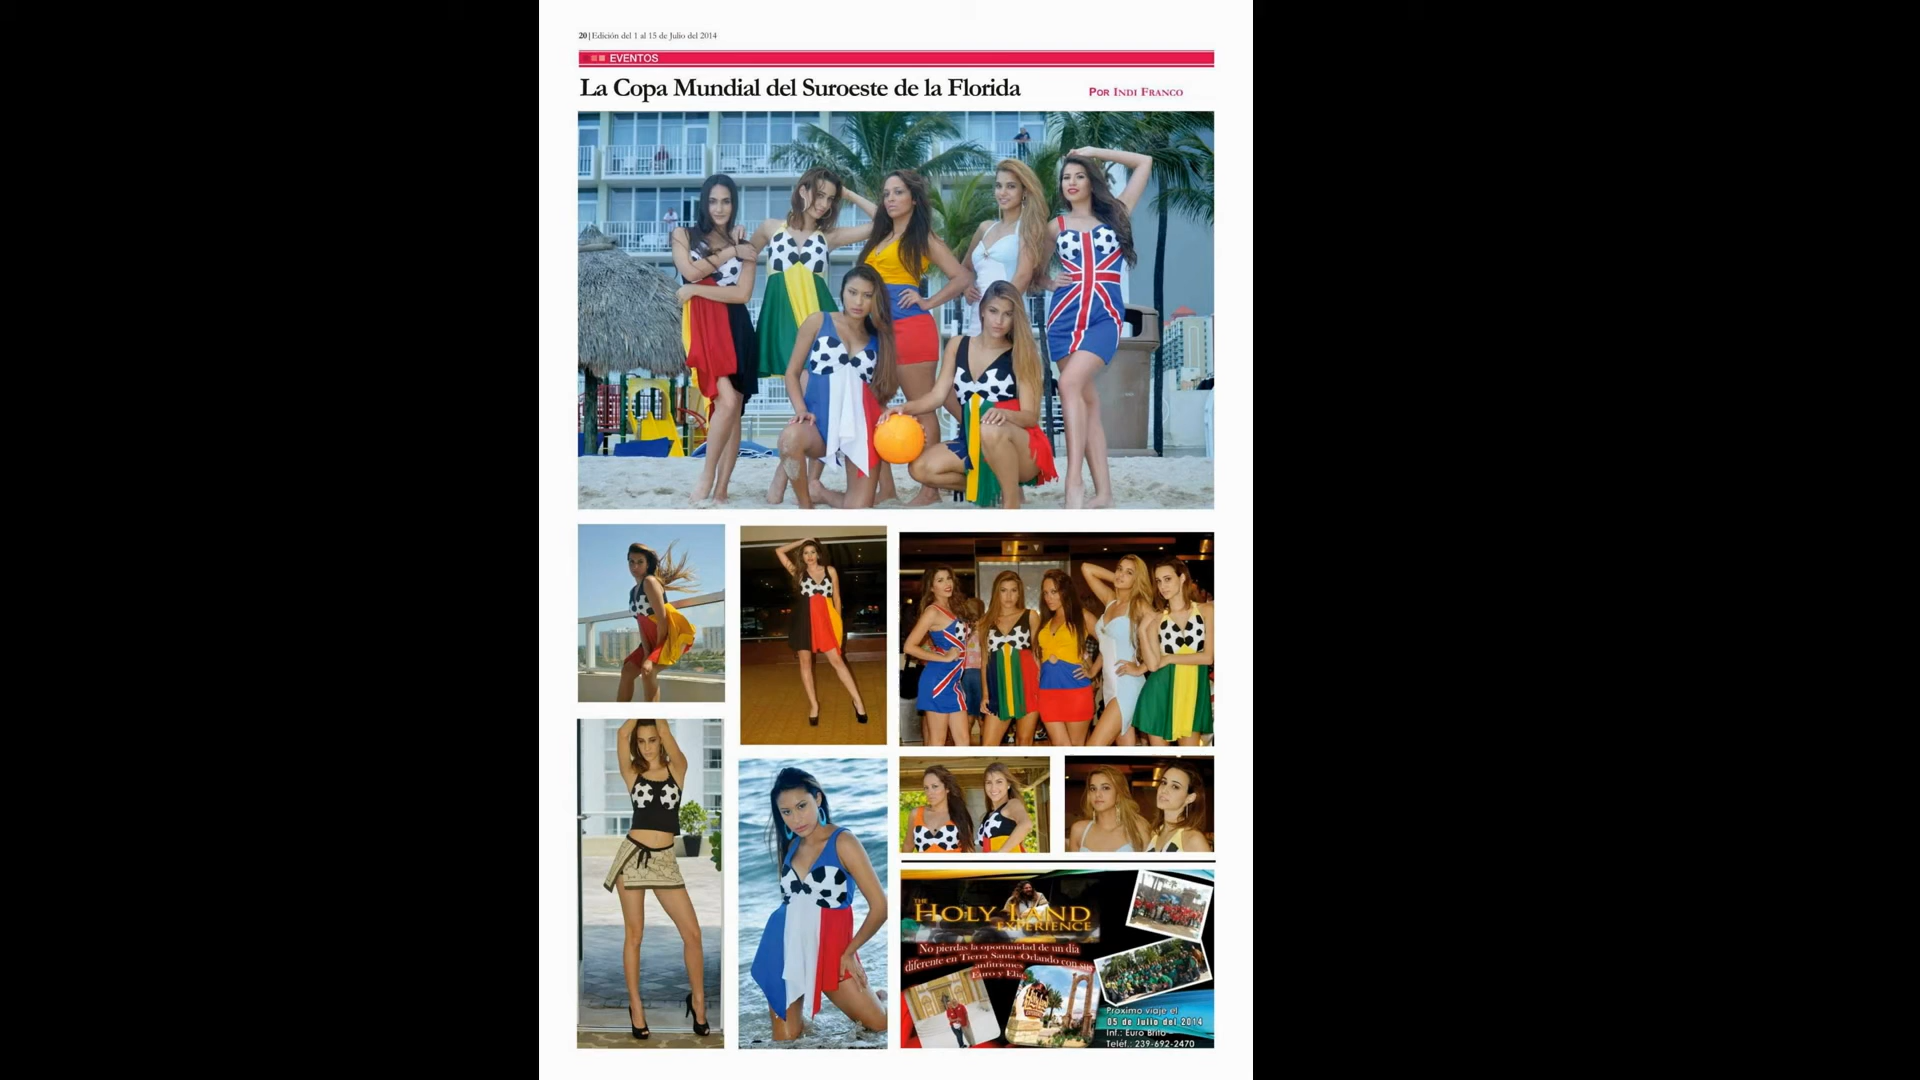 20|Edición del 1 al 15 de Julio del 2014
EVENTOS
La Copa Mundial del Suroeste de la Florida
Por Indi Franco
THE
HOLY LAND
EXPERIENCE
No pierdas la oportunidad de un día
diferente en Tierra Santa -Orlando con sus
anfitriones
Euro y Elia
Próximo viaje el
05 de Julio del 2014
Inf.: Euro Brito
Teléf.: 239-692-2470